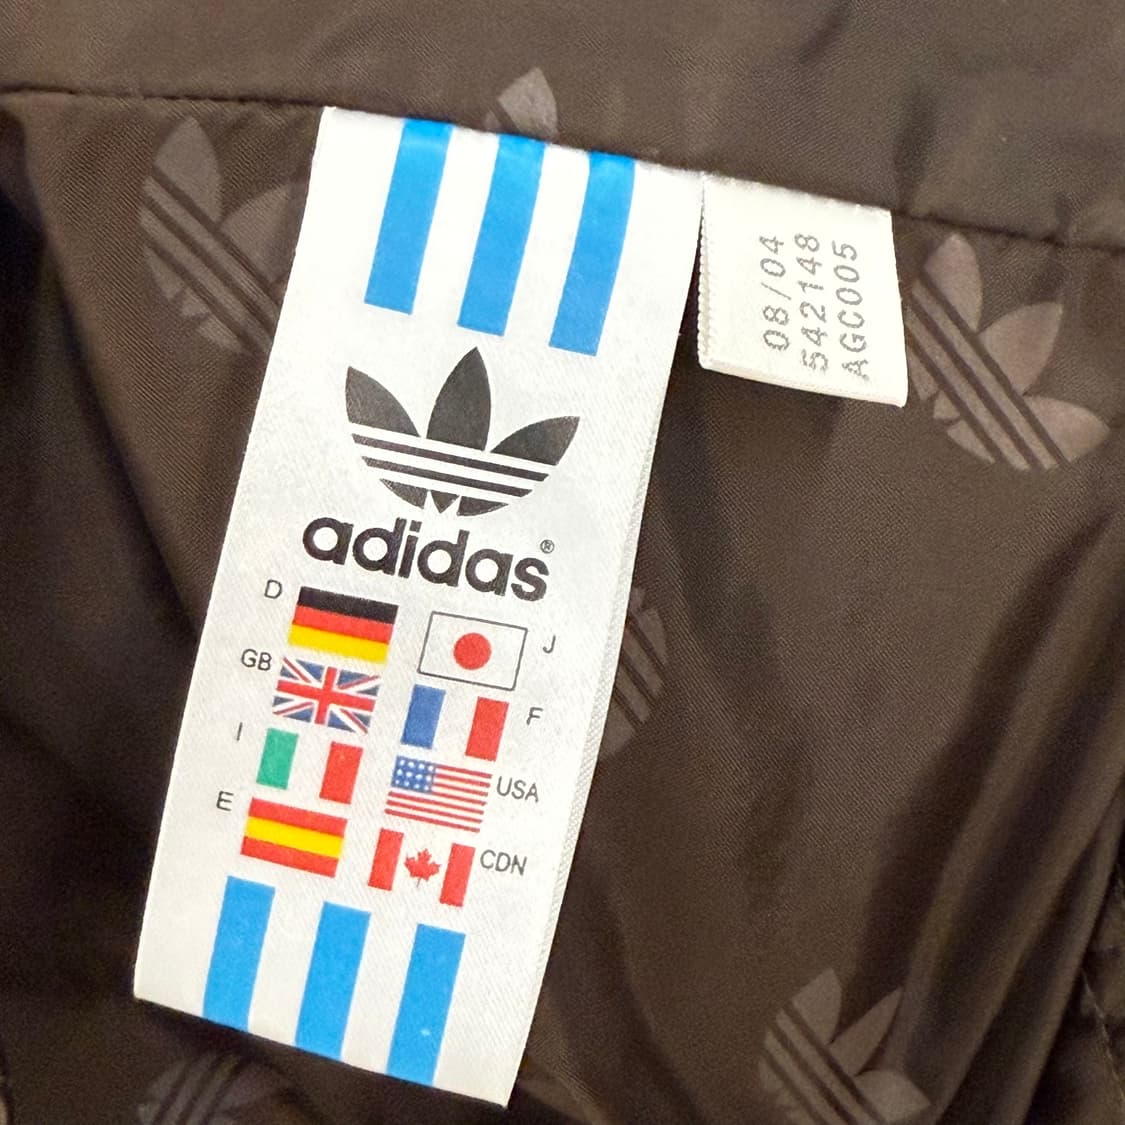 adidas®
D
J
GB
F
I
USA
E
CDN
08/04
542148
AGC005